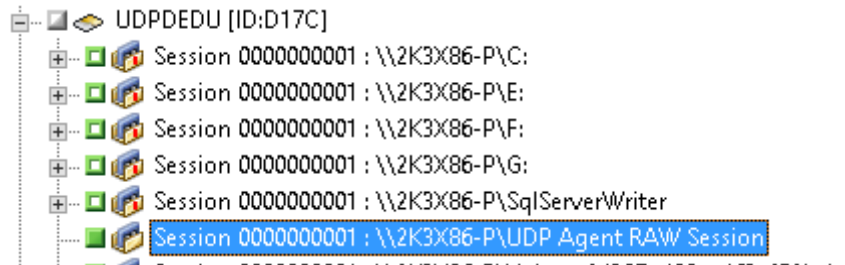 UDPDEDU [ID:D17C]
Session 0000000001 : \\2K3X86-P\C:
Session 0000000001 : \\2K3X86-P\E:
Session 0000000001 : \\2K3X86-P\F:
Session 0000000001 : \\2K3X86-P\G:
Session 0000000001 : \\2K3X86-P\SqlServerWriter
Session 0000000001 : \\2K3X86-P\UDP Agent RAW Session